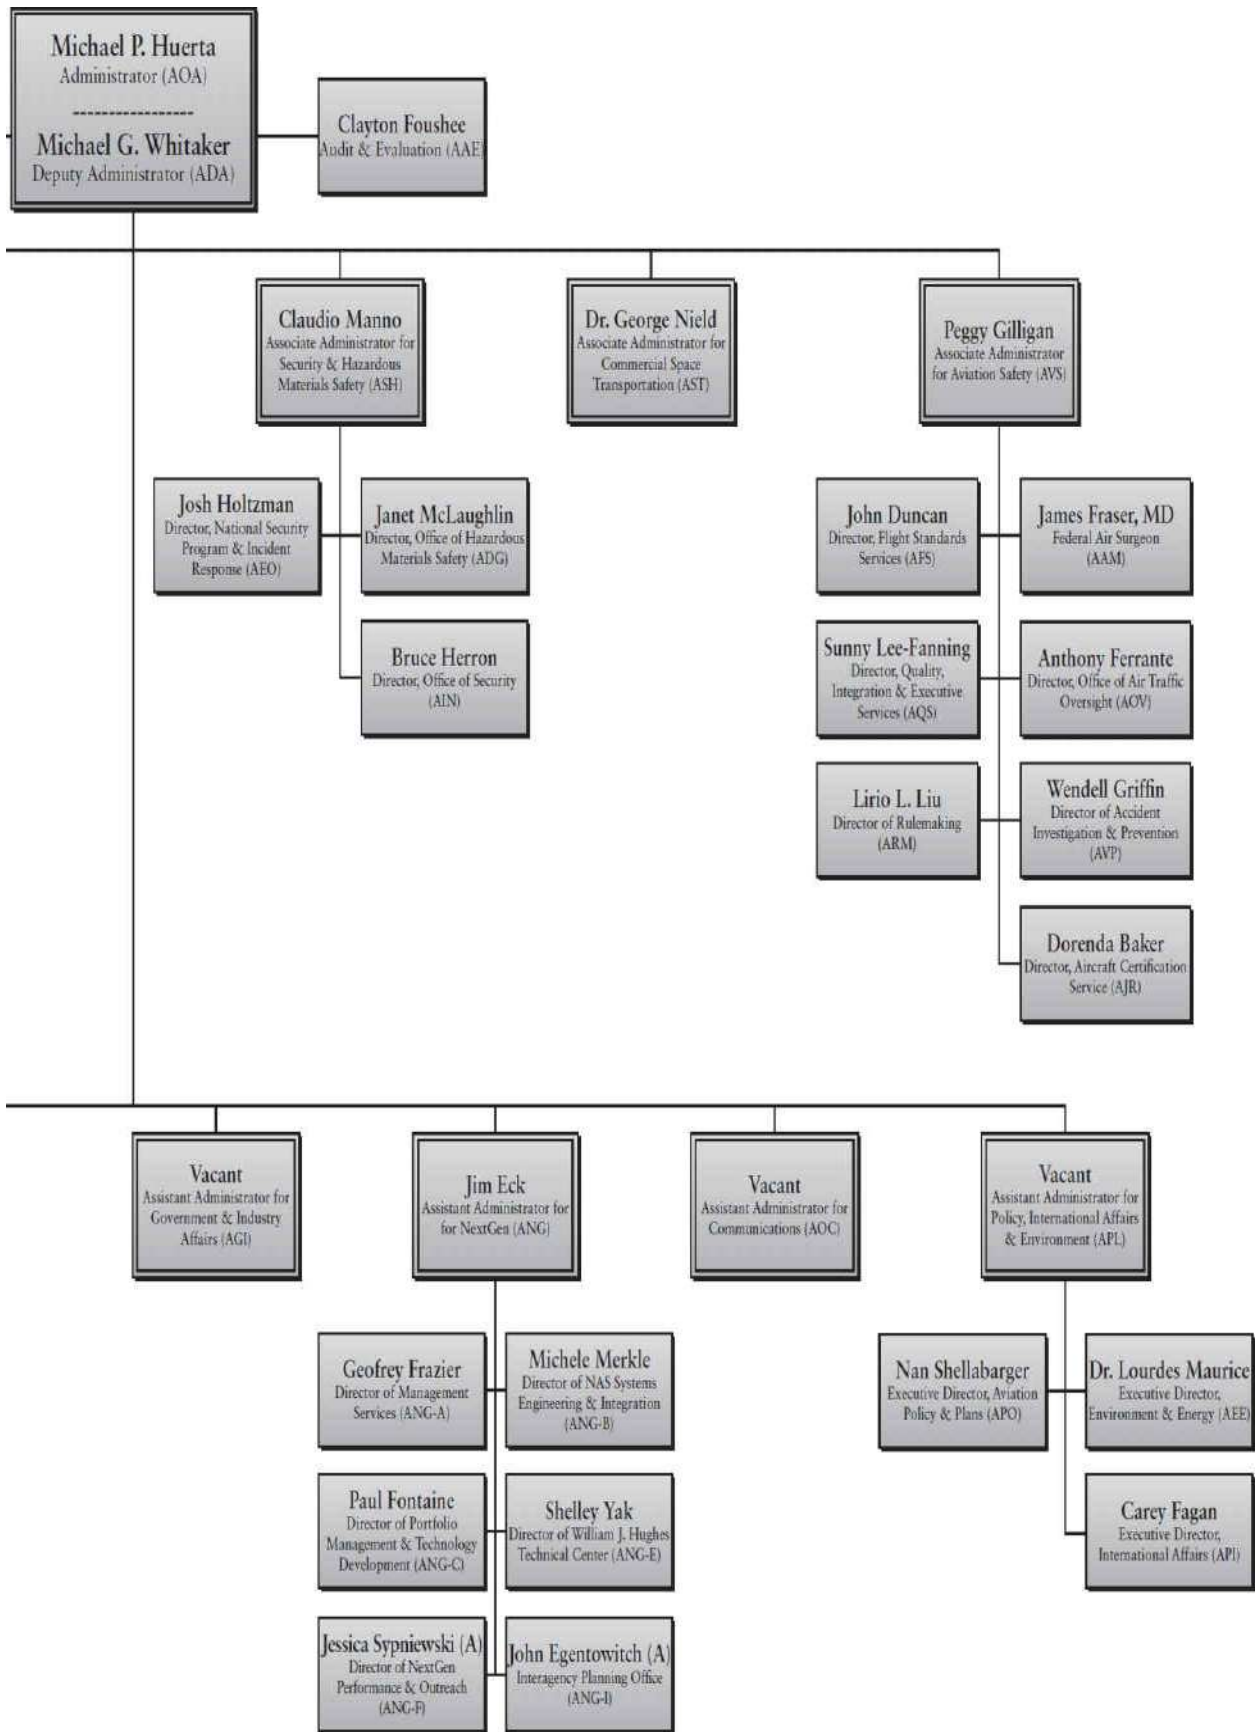 Michael P. Huerta
Administrator (AOA)
-----------------
Michael G. Whitaker
Deputy Administrator (ADA)
Clayton Foushee
Audit & Evaluation (AAE)
Claudio Manno
Associate Administrator for
Security & Hazardous
Materials Safety (ASH)
Dr. George Nield
Associate Administrator for
Commercial Space
Transportation (AST)
Peggy Gilligan
Associate Administrator
for Aviation Safety (AVS)
Josh Holtzman
Director, National Security
Program & Incident
Response (AEO)
Janet McLaughlin
Director, Office of Hazardous
Materials Safety (ADG)
Bruce Herron
Director, Office of Security
(AIN)
John Duncan
Director, Flight Standards
Services (AFS)
James Fraser, MD
Federal Air Surgeon
(AAM)
Sunny Lee-Fanning
Director, Quality,
Integration & Executive
Services (AQS)
Anthony Ferrante
Director, Office of Air Traffic
Oversight (AOV)
Lirio L. Liu
Director of Rulemaking
(ARM)
Wendell Griffin
Director of Accident
Investigation & Prevention
(AVP)
Dorenda Baker
Director, Aircraft Certification
Service (AJR)
Vacant
Assistant Administrator for
Government & Industry
Affairs (AGI)
Jim Eck
Assistant Administrator for
for NextGen (ANG)
Vacant
Assistant Administrator for
Communications (AOC)
Vacant
Assistant Administrator for
Policy, International Affairs
& Environment (APL)
Geofrey Frazier
Director of Management
Services (ANG-A)
Michele Merkle
Director of NAS Systems
Engineering & Integration
(ANG-B)
Paul Fontaine
Director of Portfolio
Management & Technology
Development (ANG-C)
Shelley Yak
Director of William J. Hughes
Technical Center (ANG-E)
Jessica Sypniewski (A)
Director of NextGen
Performance & Outreach
(ANG-F)
John Egentowitch (A)
Interagency Planning Office
(ANG-I)
Nan Shellabarger
Executive Director, Aviation
Policy & Plans (APO)
Dr. Lourdes Maurice
Executive Director,
Environment & Energy (AEE)
Carey Fagan
Executive Director,
International Affairs (API)